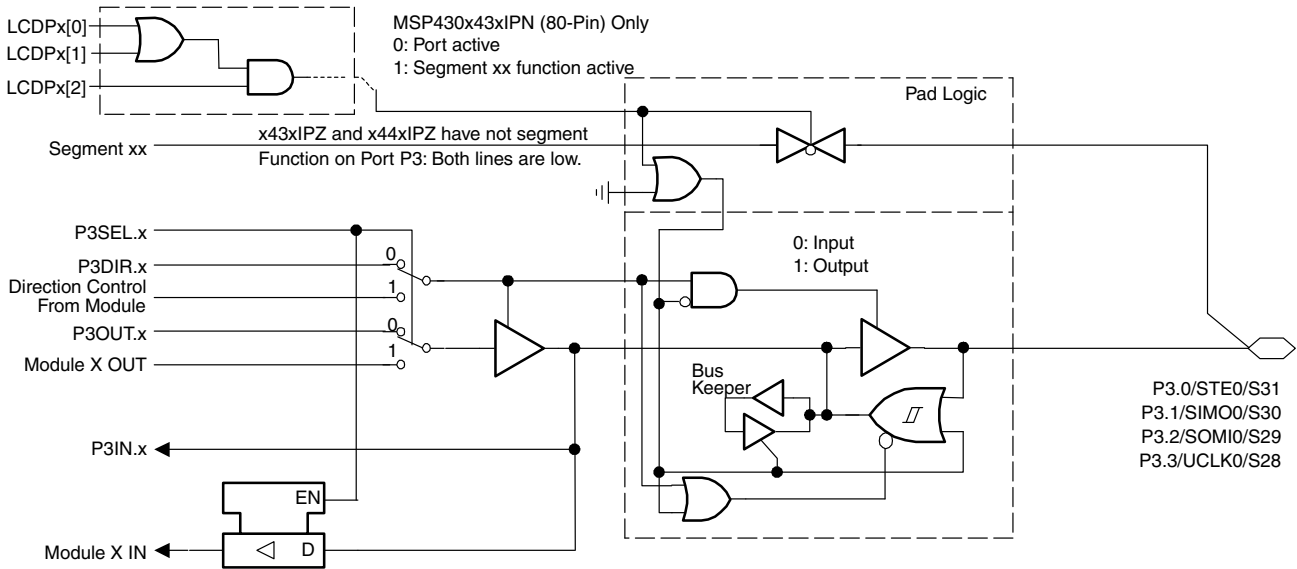 LCDPx[0]
LCDPx[1]
LCDPx[2]
MSP430x43xIPN (80-Pin) Only
0: Port active
1: Segment xx function active
Pad Logic
Segment xx
x43xIPZ and x44xIPZ have not segment
Function on Port P3: Both lines are low.
P3SEL.x
0
P3DIR.x
Direction Control
From Module
1
0: Input
1: Output
P3OUT.x
0
Module X OUT
1
Bus
Keeper
P3.0/STE0/S31
P3.1/SIMO0/S30
P3.2/SOMI0/S29
P3.3/UCLK0/S28
P3IN.x
EN
Module X IN
D